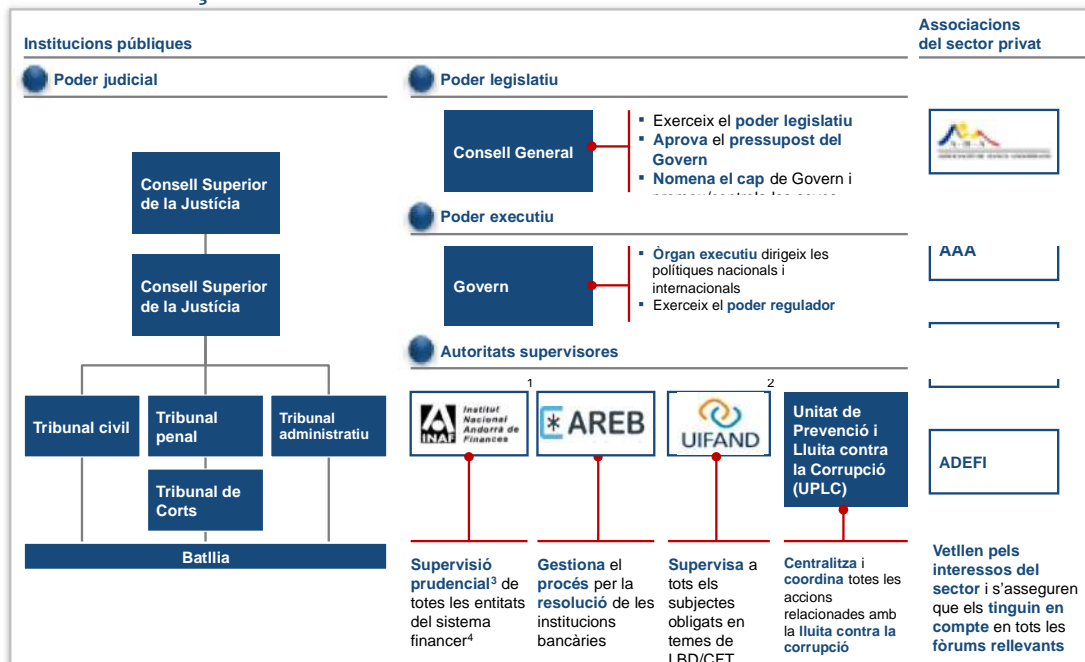 Institucions públiques
Associacions
del sector privat
Poder judicial
Consell Superior
de la Justícia
Consell Superior
de la Justícia
Tribunal civil
Tribunal
penal
Tribunal
administratiu
Tribunal de
Corts
Batllia
Poder legislatiu
Consell General
▪ Exerceix el poder legislatiu
▪ Aprova el pressupost del
Govern
▪ Nomena el cap de Govern i
Poder executiu
Govern
▪ Òrgan executiu dirigeix les
polítiques nacionals i
internacionals
▪ Exerceix el poder regulador
Autoritats supervisores
1
2
INAF
Institut
Nacional
Andorrà de
Finances
AREB
UIFAND
Unitat de
Prevenció i
Lluita contra
la Corrupció
(UPLC)
Supervisió
prudencial³ de
totes les entitats
del sistema
financer⁴
Gestiona el
procés per la
resolució de les
institucions
bancàries
Supervisa a
tots els
subjectes
obligats en
temes de
LBD/CFT
Centralitza i
coordina totes les
accions
relacionades amb
la lluita contra la
corrupció
AAA
ADEFI
Vetllen pels
interessos del
sector i s’asseguren
que els tinguin en
compte en tots les
fòrums rellevants